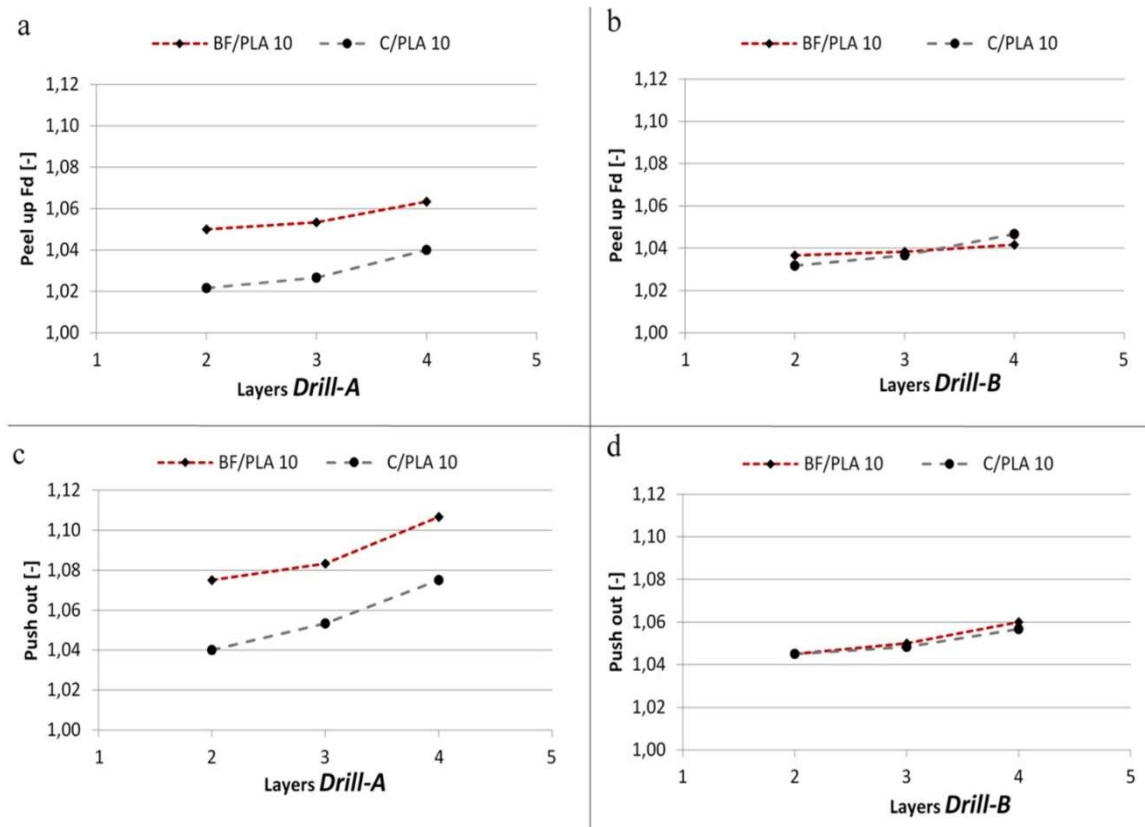 a
BF/PLA 10 C/PLA 10
Peel up Fd [-]
1,12
1,10
1,08
1,06
1,04
1,02
1,00
1 2 3 4 5
Layers Drill-A
b
BF/PLA 10 C/PLA 10
Peel up Fd [-]
1,12
1,10
1,08
1,06
1,04
1,02
1,00
1 2 3 4 5
Layers Drill-B
c
BF/PLA 10 C/PLA 10
Push out [-]
1,12
1,10
1,08
1,06
1,04
1,02
1,00
1 2 3 4 5
Layers Drill-A
d
BF/PLA 10 C/PLA 10
Push out [-]
1,12
1,10
1,08
1,06
1,04
1,02
1,00
1 2 3 4 5
Layers Drill-B